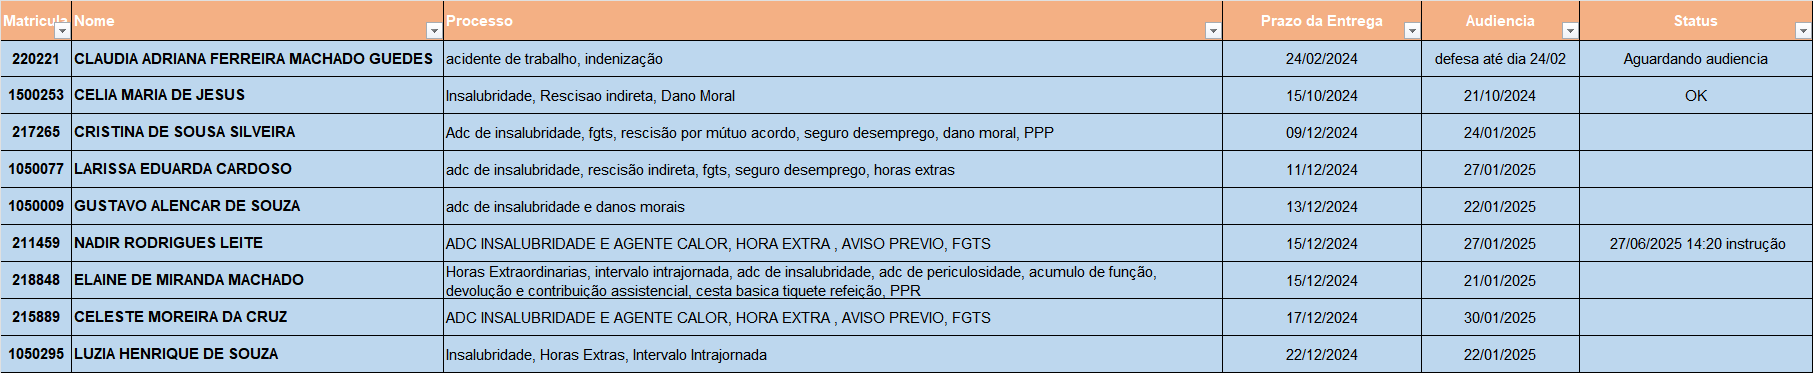 Matricula Nome Processo Prazo da Entrega Audiencia Status
220221 CLAUDIA ADRIANA FERREIRA MACHADO GUEDES acidente de trabalho, indenização 24/02/2024 defesa até dia 24/02 Aguardando audiencia
1500253 CELIA MARIA DE JESUS Insalubridade, Rescisao indireta, Dano Moral 15/10/2024 21/10/2024 OK
217265 CRISTINA DE SOUSA SILVEIRA Adc de insalubridade, fgts, rescisão por mútuo acordo, seguro desemprego, dano moral, PPP 09/12/2024 24/01/2025
1050077 LARISSA EDUARDA CARDOSO adc de insalubridade, rescisão indireta, fgts, seguro desemprego, horas extras 11/12/2024 27/01/2025
1050009 GUSTAVO ALENCAR DE SOUZA adc de insalubridade e danos morais 13/12/2024 22/01/2025
211459 NADIR RODRIGUES LEITE ADC INSALUBRIDADE E AGENTE CALOR, HORA EXTRA , AVISO PREVIO, FGTS 15/12/2024 27/01/2025 27/06/2025 14:20 instrução
218848 ELAINE DE MIRANDA MACHADO Horas Extraordinarias, intervalo intrajornada, adc de insalubridade, adc de periculosidade, acumulo de função, 15/12/2024 21/01/2025
devolução e contribuição assistencial, cesta basica tiquete refeição, PPR
215889 CELESTE MOREIRA DA CRUZ ADC INSALUBRIDADE E AGENTE CALOR, HORA EXTRA , AVISO PREVIO, FGTS 17/12/2024 30/01/2025
1050295 LUZIA HENRIQUE DE SOUZA Insalubridade, Horas Extras, Intervalo Intrajornada 22/12/2024 22/01/2025